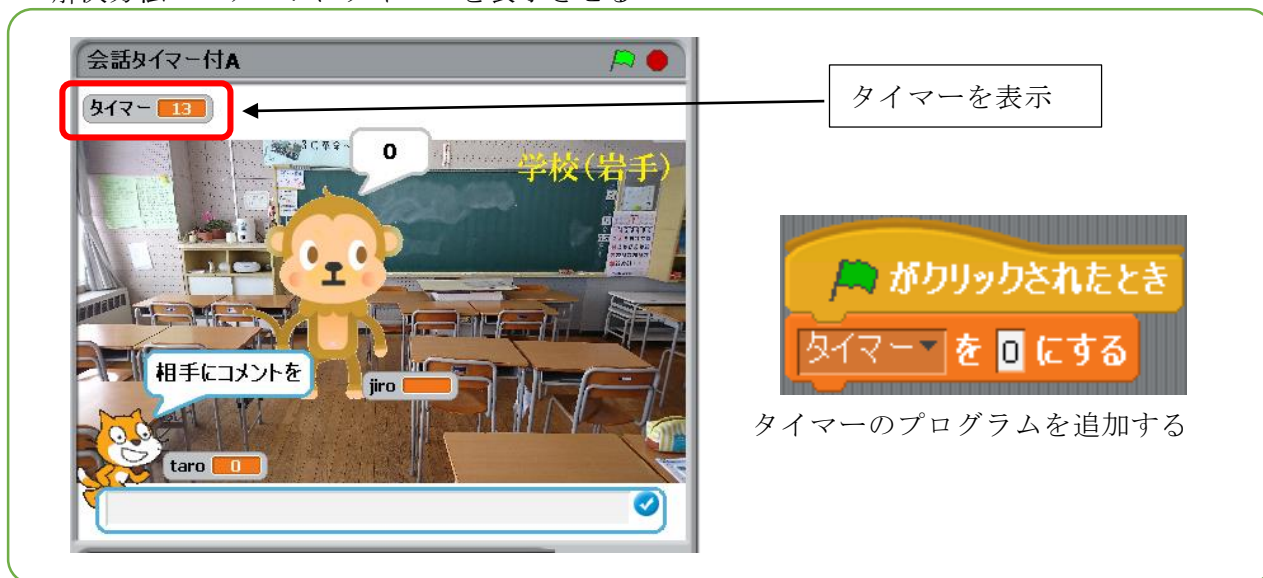 会話タイマー付A
タイマー 13
タイマーを表示
0
学校(岩手)
がクリックされたとき
タイマー を 0 にする
相手にコメントを
jiro
taro 0
タイマーのプログラムを追加する